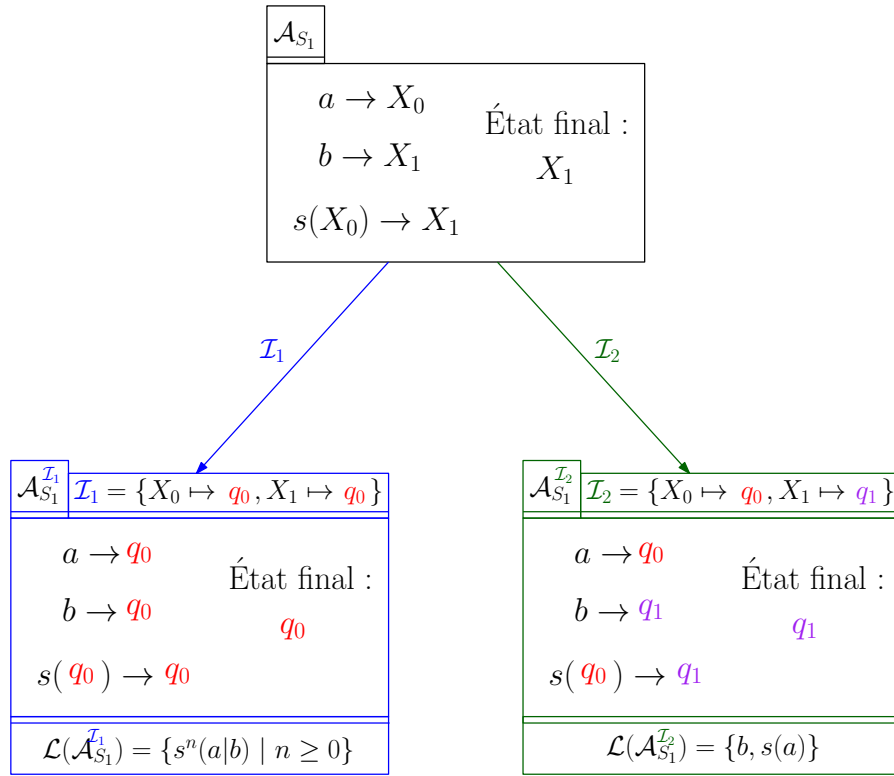 𝒜_{S_1}
a → X_0
b → X_1
s(X_0) → X_1
État final :
X_1
ℐ_1
ℐ_2
𝒜_{S_1}^{ℐ_1}
ℐ_1 = {X_0 ↦ q_0, X_1 ↦ q_0}
a → q_0
b → q_0
s(q_0) → q_0
État final :
q_0
ℒ(𝒜_{S_1}^{ℐ_1}) = {s^n(a|b) | n ≥ 0}
𝒜_{S_1}^{ℐ_2}
ℐ_2 = {X_0 ↦ q_0, X_1 ↦ q_1}
a → q_0
b → q_1
s(q_0) → q_1
État final :
q_1
ℒ(𝒜_{S_1}^{ℐ_2}) = {b, s(a)}